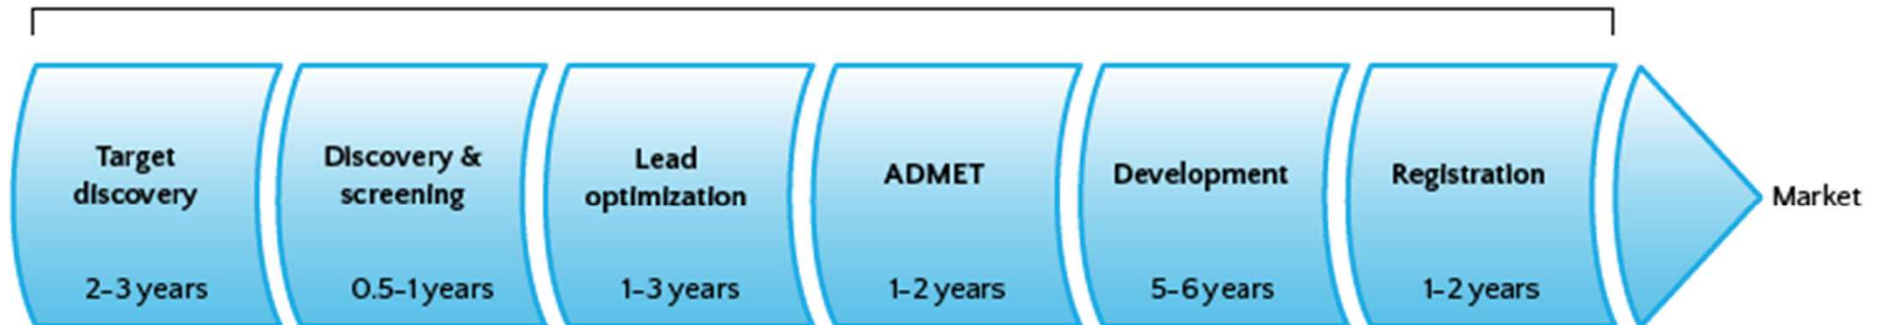 Target
discovery
2–3 years
Discovery &
screening
0.5–1 years
Lead
optimization
1–3 years
ADMET
1–2 years
Development
5–6 years
Registration
1–2 years
Market